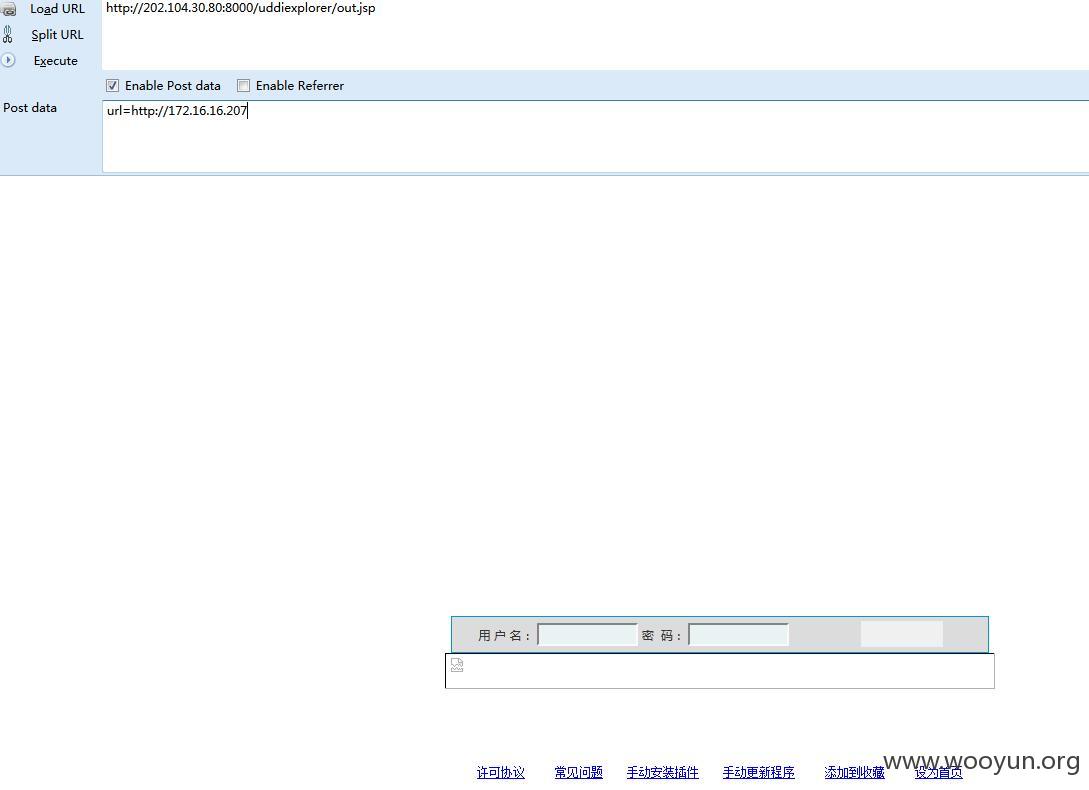 Load URL
http://202.104.30.80:8000/uddiexplorer/out.jsp
Split URL
Execute
Enable Post data
Enable Referrer
Post data
url=http://172.16.16.207
用 户 名：
密 码：
www.wooyun.org
许可协议 常见问题 手动安装插件 手动更新程序 添加到收藏 设为首页